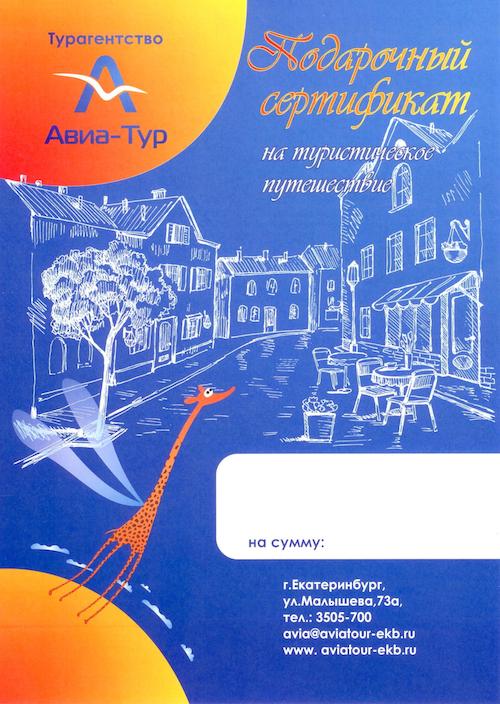 Турагентство
Авиа-Тур
Подарочный
сертификат
на туристическое
путешествие
на сумму:
г.Екатеринбург,
ул.Малышева,73а,
тел.: 3505-700
avia@aviatour-ekb.ru
www. aviatour-ekb.ru